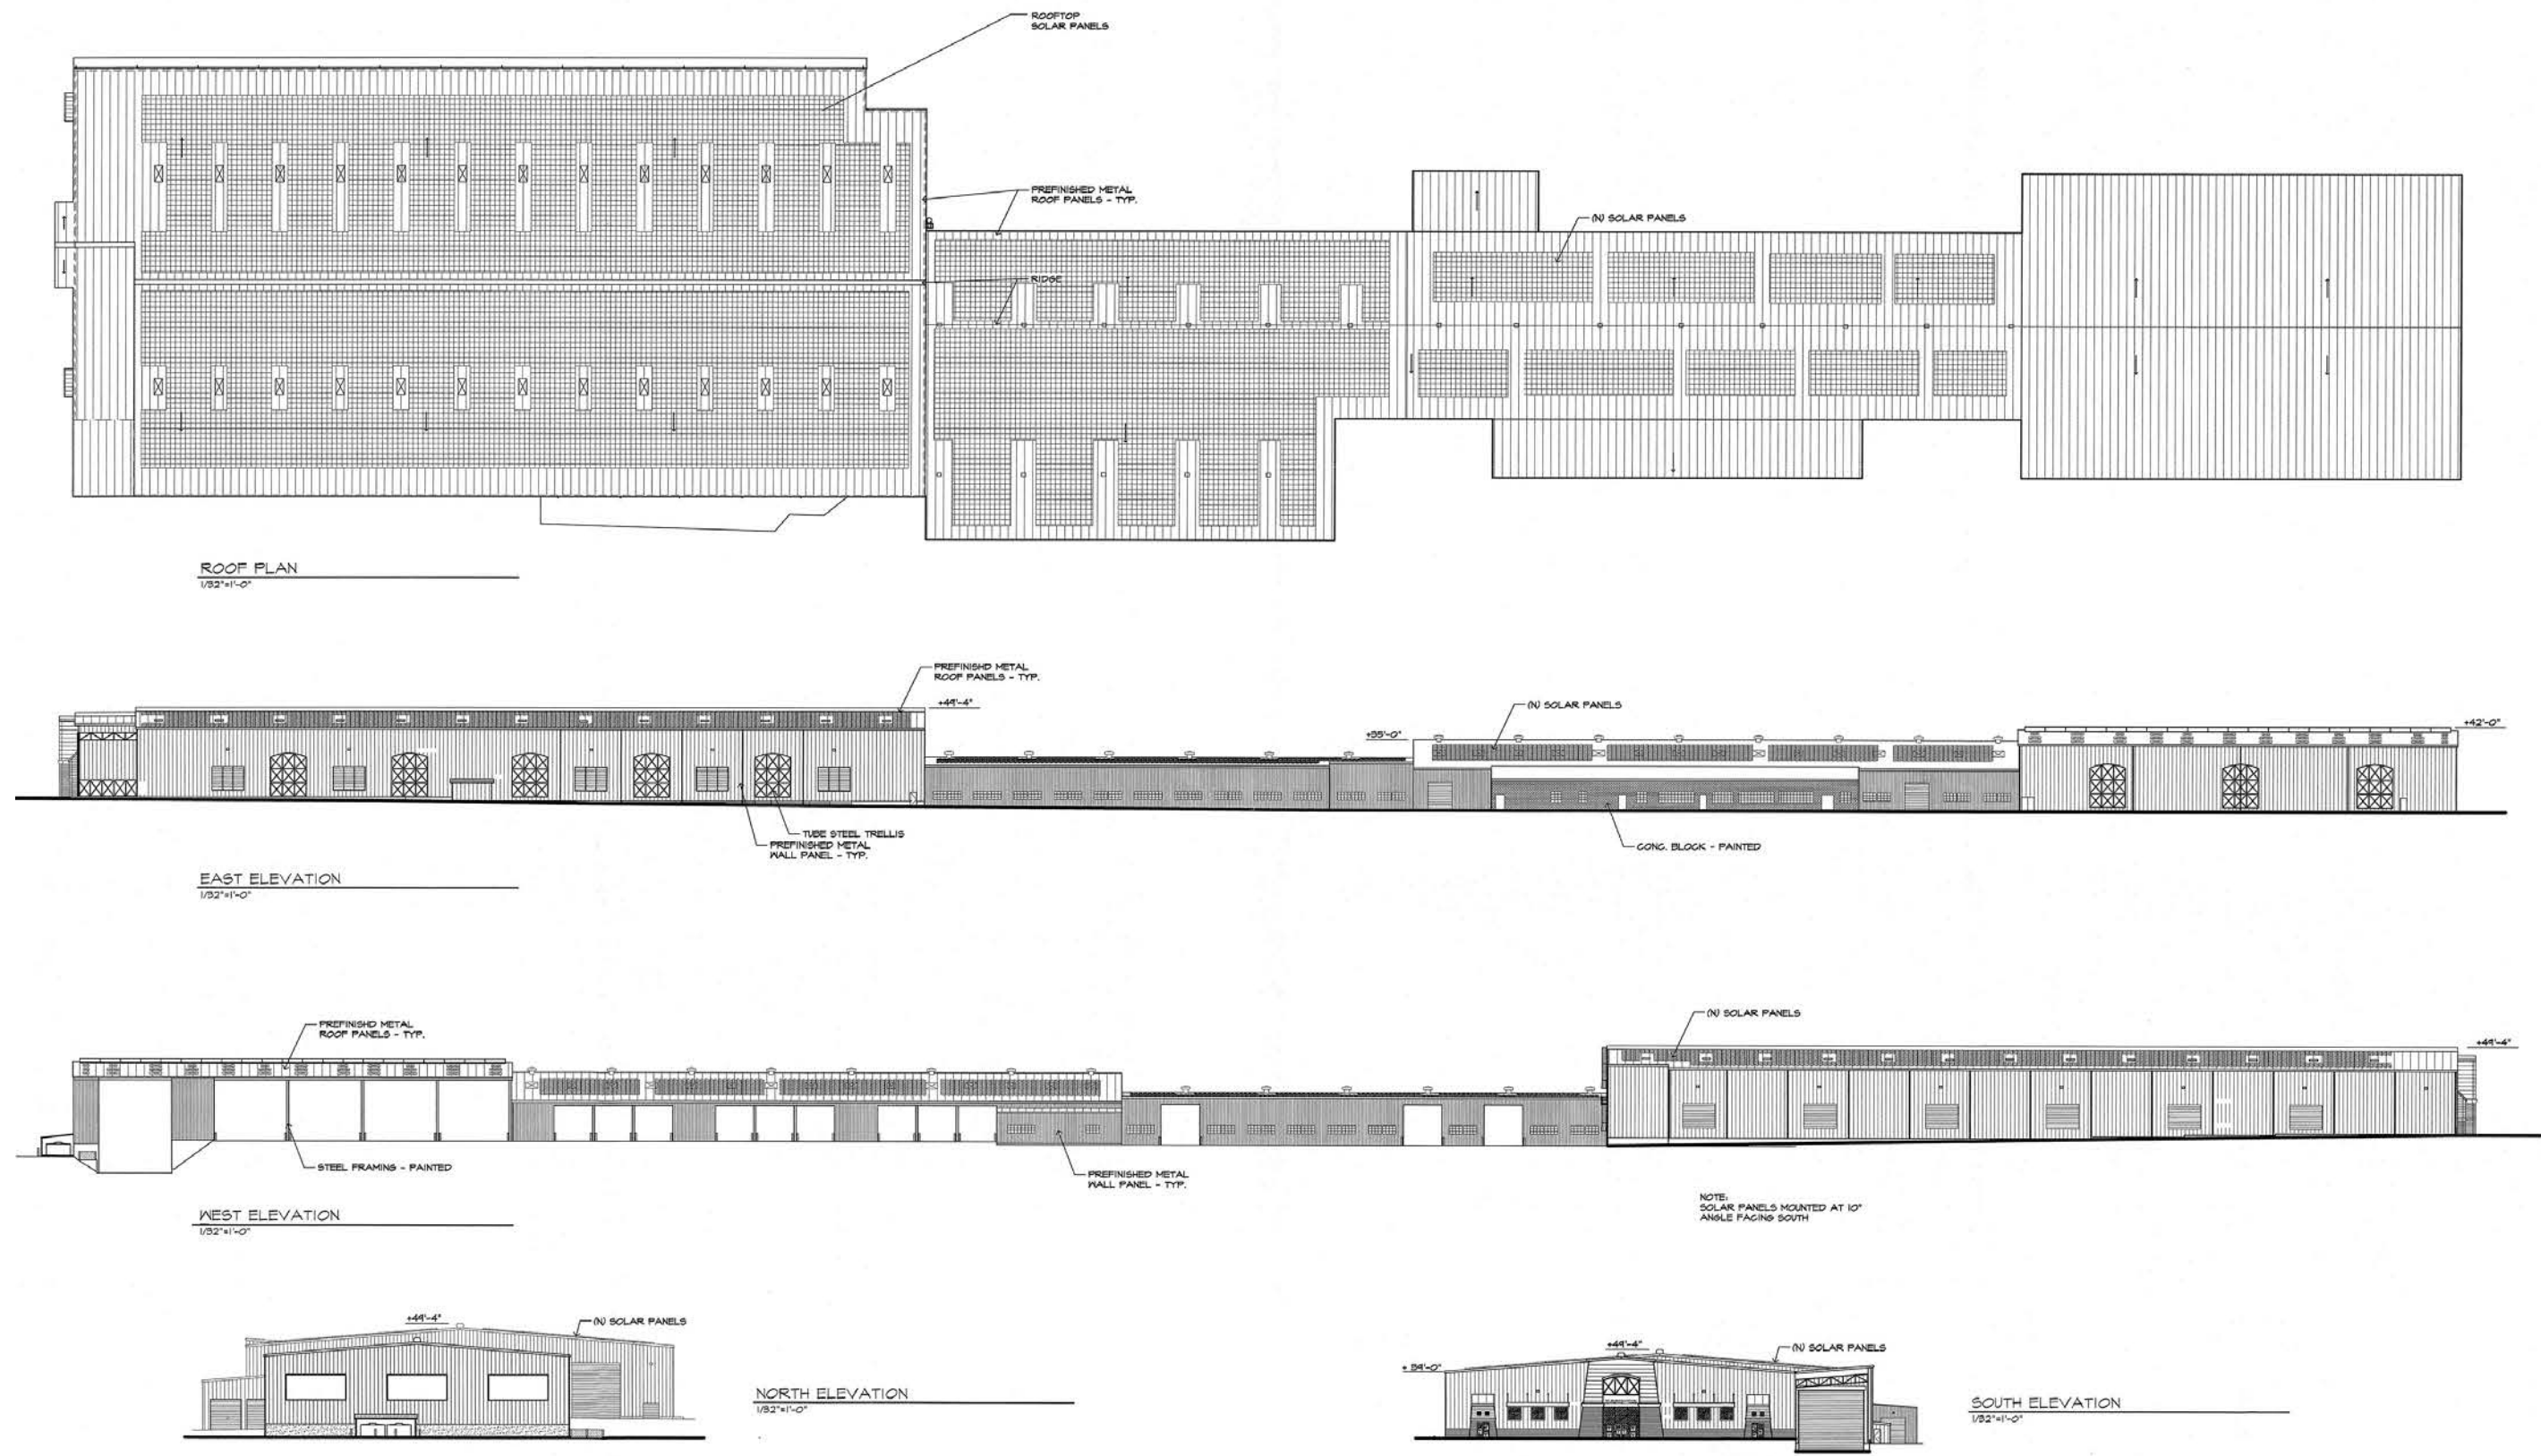 ROOFTOP
SOLAR PANELS
PREFINISHED METAL
ROOF PANELS - TYP.
(N) SOLAR PANELS
RIDGE
ROOF PLAN
1/32"=1'-0"
PREFINISHD METAL
ROOF PANELS - TYP.
+49'-4"
(N) SOLAR PANELS
+35'-0"
+42'-0"
TUBE STEEL TRELLIS
PREFINISHED METAL
WALL PANEL - TYP.
CONC. BLOCK - PAINTED
EAST ELEVATION
1/32"=1'-0"
PREFINISHD METAL
ROOF PANELS - TYP.
(N) SOLAR PANELS
+49'-4"
STEEL FRAMING - PAINTED
PREFINISHED METAL
WALL PANEL - TYP.
NOTE:
SOLAR PANELS MOUNTED AT 10°
ANGLE FACING SOUTH
WEST ELEVATION
1/32"=1'-0"
+49'-4"
(N) SOLAR PANELS
NORTH ELEVATION
1/32"=1'-0"
+49'-4"
(N) SOLAR PANELS
+ 39'-0"
SOUTH ELEVATION
1/32"=1'-0"